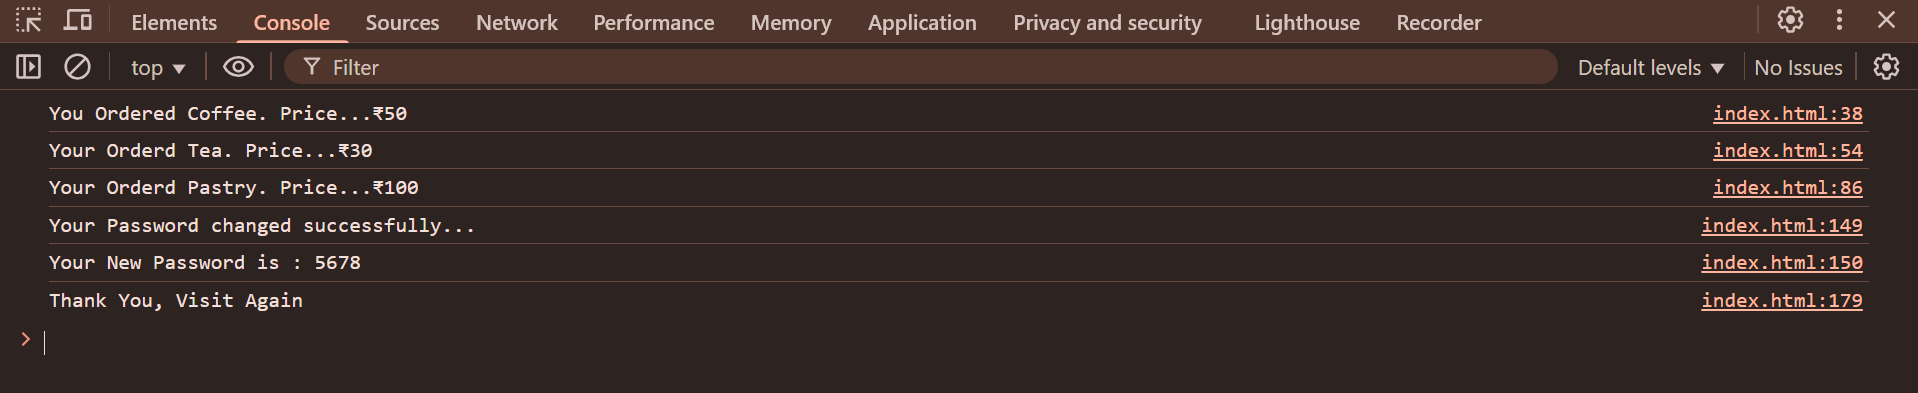 Elements Console Sources Network Performance Memory Application Privacy and security Lighthouse Recorder
top Filter Default levels No Issues
You Ordered Coffee. Price...₹50 index.html:38
Your Orderd Tea. Price...₹30 index.html:54
Your Orderd Pastry. Price...₹100 index.html:86
Your Password changed successfully... index.html:149
Your New Password is : 5678 index.html:150
Thank You, Visit Again index.html:179